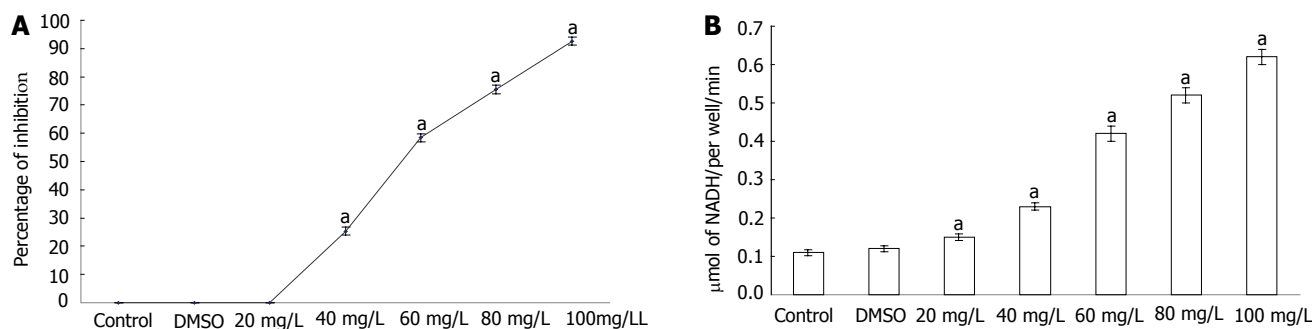 A
Percentage of inhibition
100
90
80
70
60
50
40
30
20
10
0
a
a
a
a
Control DMSO 20 mg/L 40 mg/L 60 mg/L 80 mg/L 100mg/LL
B
μmol of NADH/per well/min
0.7
0.6
0.5
0.4
0.3
0.2
0.1
0.0
a
a
a
a
a
Control DMSO 20 mg/L 40 mg/L 60 mg/L 80 mg/L 100 mg/L